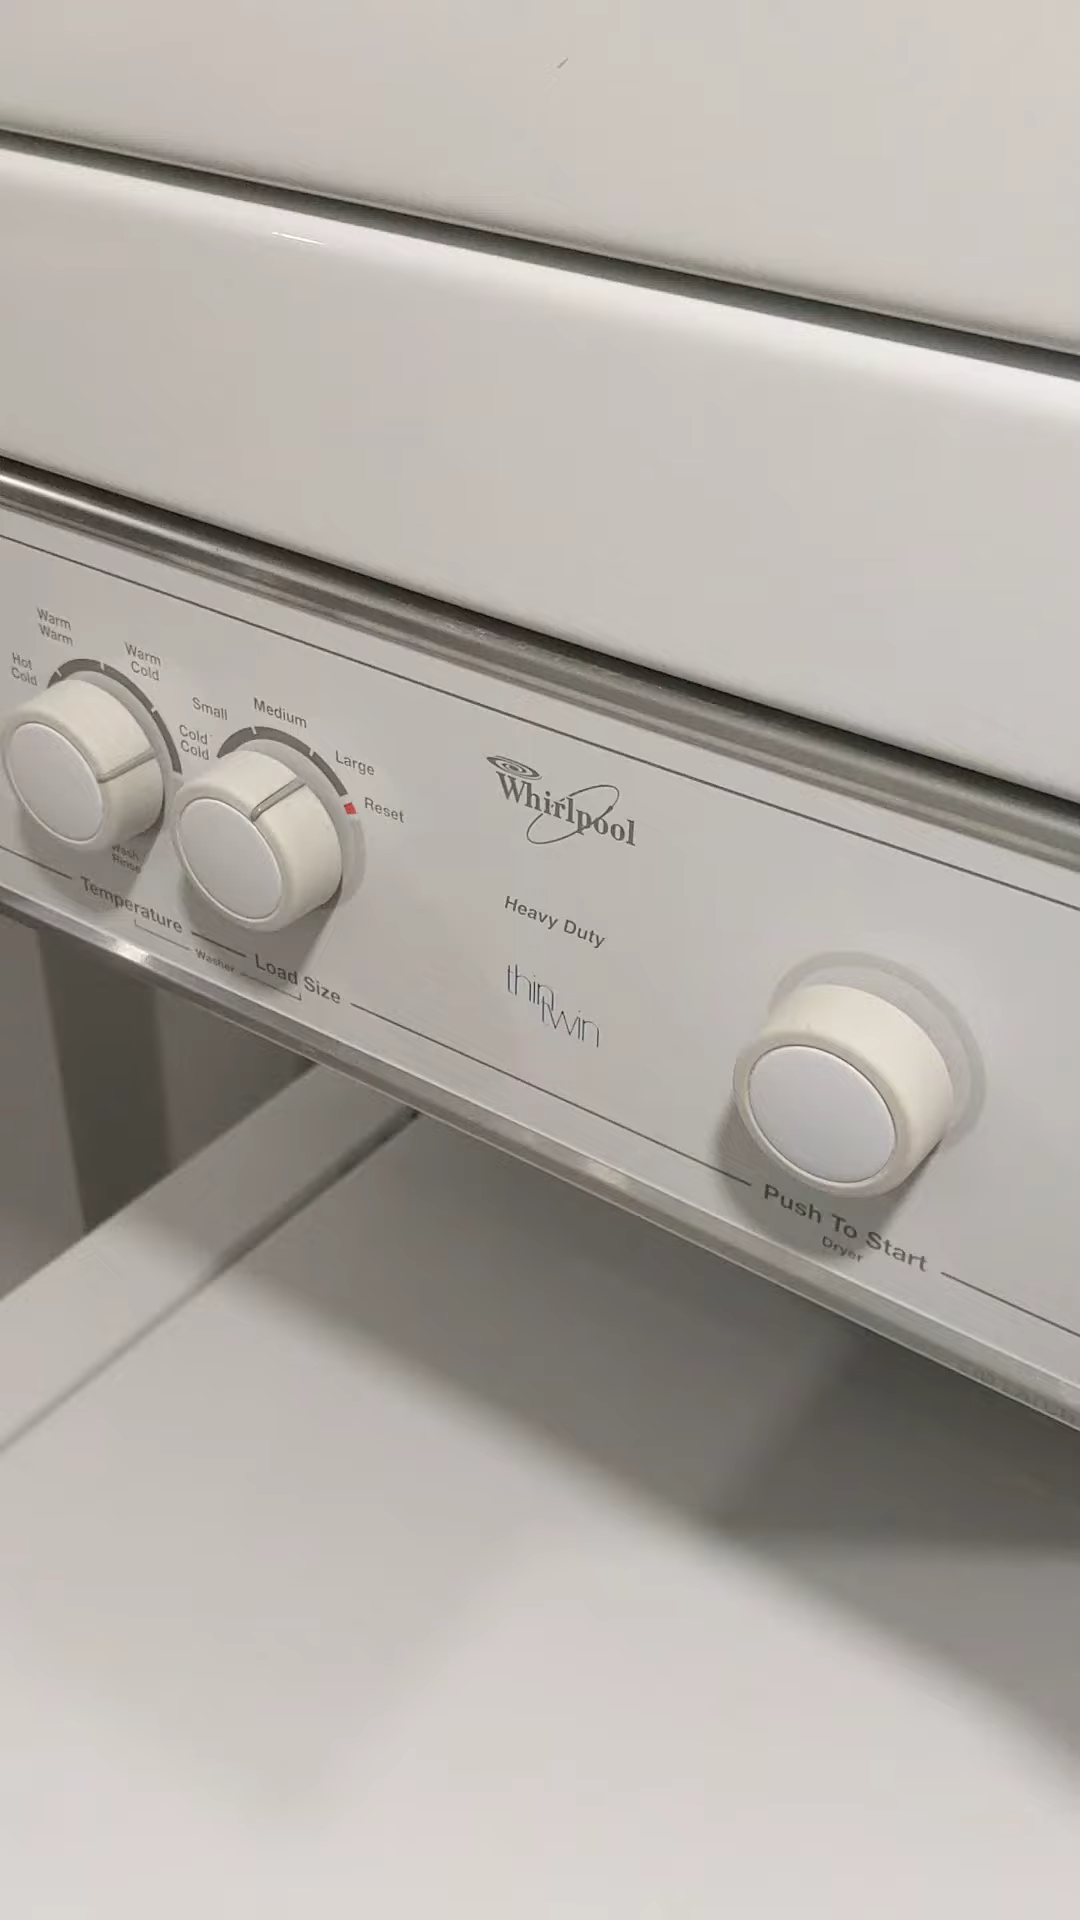 Warm
Warm
Hot
Cold
Warm
Cold
Cold
Cold
Wash/
Rinse
Temperature
Small
Medium
Large
Reset
Load Size
Washer
Whirlpool
Heavy Duty
thin twin
Push To Start
Dryer